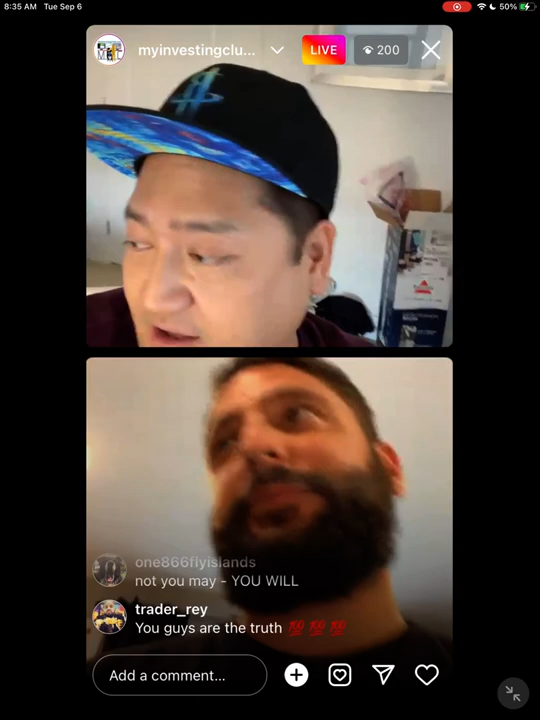 8:35 AM Tue Sep 6
50%
myinvestingclu...
LIVE
200
one866flyislands
not you may - YOU WILL
trader_rey
You guys are the truth 💯 💯 💯
Add a comment...